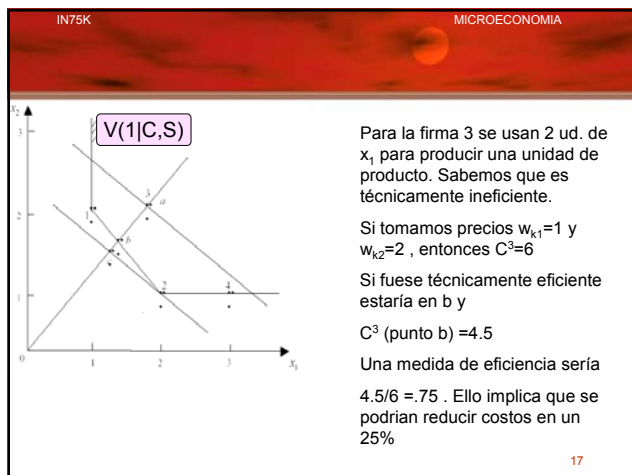 IN75K
MICROECONOMIA
x2
3
V(1|C,S)
3
a
2
1
b
c
1
2
4
0
1
2
3
x1
Para la firma 3 se usan 2 ud. de
x1 para producir una unidad de
producto. Sabemos que es
técnicamente ineficiente.
Si tomamos precios wk1=1 y
wk2=2 , entonces C3=6
Si fuese técnicamente eficiente
estaría en b y
C3 (punto b) =4.5
Una medida de eficiencia sería
4.5/6 =.75 . Ello implica que se
podrian reducir costos en un
25%
17